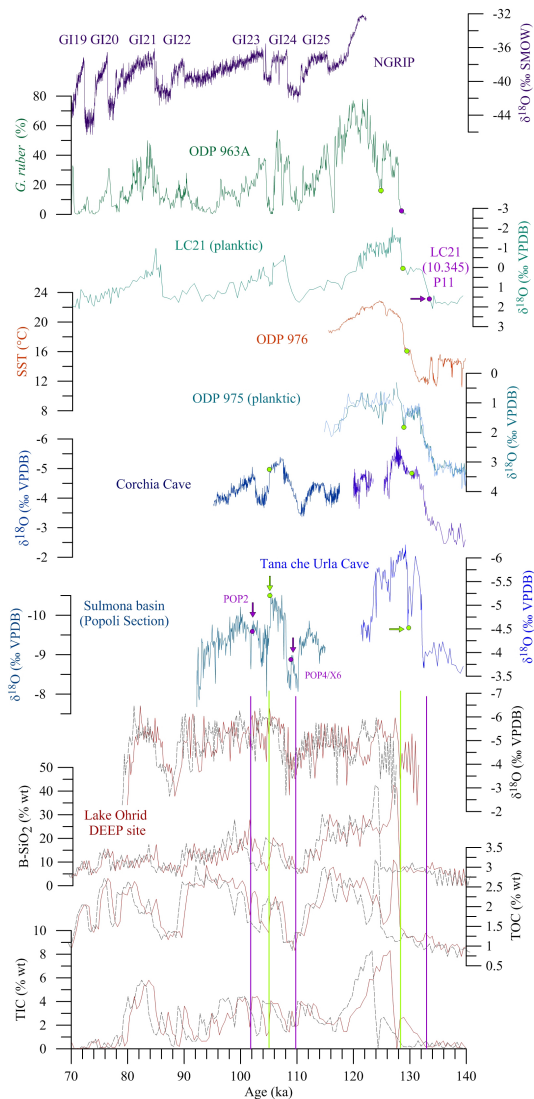 GI19 GI20 GI21 GI22 GI23 GI24 GI25
NGRIP
-32
-36
-40
-44
δ¹⁸O (‰ SMOW)
80
60
40
20
0
G. ruber (%)
ODP 963A
-3
-2
-1
0
1
2
3
δ¹⁸O (‰ VPDB)
LC21 (planktic)
LC21
(10.345)
P11
24
20
16
12
8
SST (°C)
ODP 976
0
1
2
3
4
δ¹⁸O (‰ VPDB)
ODP 975 (planktic)
-6
-5
-4
-3
-2
δ¹⁸O (‰ VPDB)
Corchia Cave
Tana che Urla Cave
-6
-5.5
-5
-4.5
-4
-3.5
δ¹⁸O (‰ VPDB)
-10
-9
-8
δ¹⁸O (‰ VPDB)
Sulmona basin
(Popoli Section)
POP2
POP4/X6
-7
-6
-5
-4
-3
-2
δ¹⁸O (‰ VPDB)
50
40
30
20
10
0
B-SiO₂ (% wt)
Lake Ohrid
DEEP site
3.5
3
2.5
2
1.5
1
0.5
TOC (% wt)
10
8
6
4
2
0
TIC (% wt)
70 80 90 100 110 120 130 140
Age (ka)